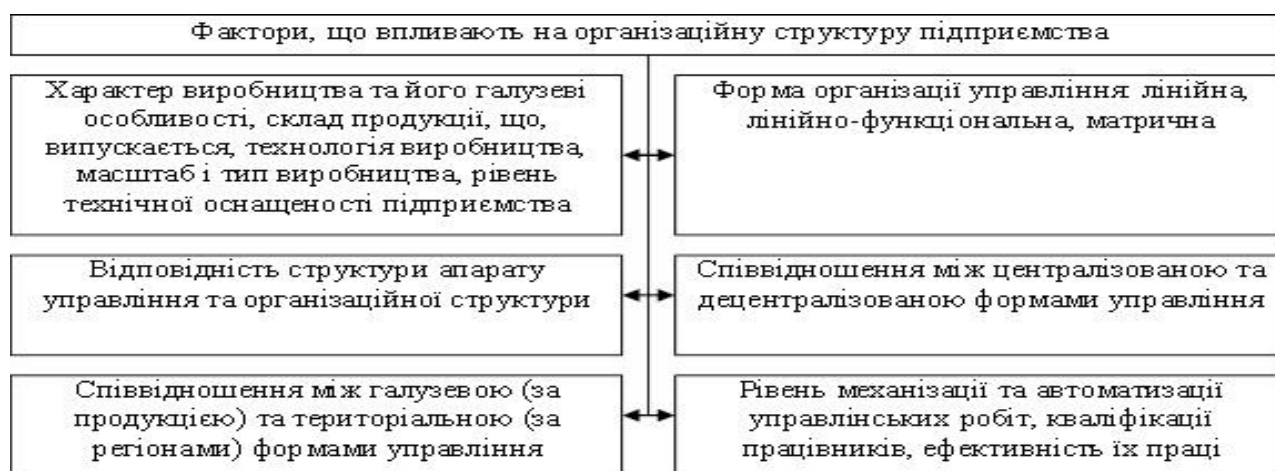 Фактори, що впливають на організаційну структуру підприємства
Характер виробництва та його галузеві
особливості, склад продукції, що,
випускається, технологія виробництва,
масштаб і тип виробництва, рівень
технічної оснащеності підприємства
Форма організації управління лінійна,
лінійно-функціональна, матрична
Відповідність структури апарату
управління та організаційної структури
Співвідношення між централізованою та
децентралізованою формами управління
Співвідношення між галузевою (за
продукцією) та територіальною (за
регіонами) формами управління
Рівень механізації та автоматизації
управлінських робіт, кваліфікації
працівників, ефективність їх праці